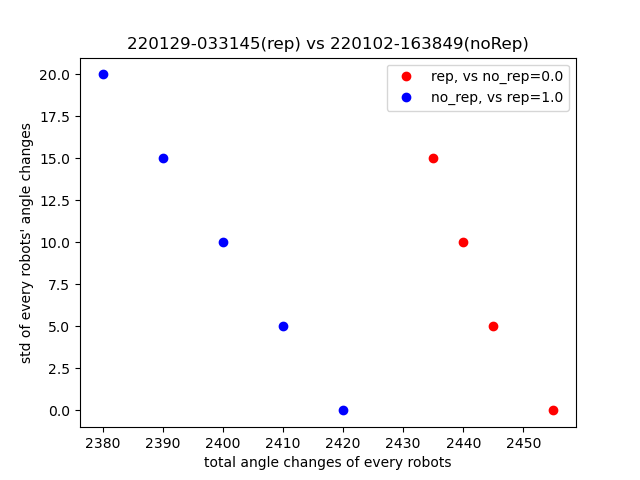 220129-033145(rep) vs 220102-163849(noRep)
rep, vs no_rep=0.0
no_rep, vs rep=1.0
std of every robots' angle changes
20.0
17.5
15.0
12.5
10.0
7.5
5.0
2.5
0.0
2380 2390 2400 2410 2420 2430 2440 2450
total angle changes of every robots